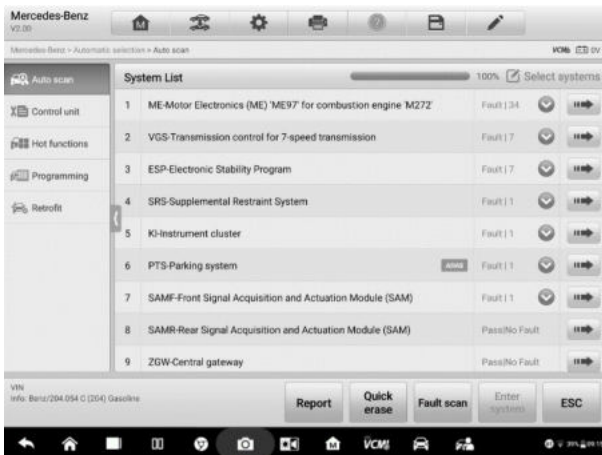 Mercedes-Benz
V2.00
Mercedes-Benz > Automatic selection > Auto scan
VCMI 0V
Auto scan
System List
100%
Select systems
1 ME-Motor Electronics (ME) 'ME97' for combustion engine 'M272' Fault | 34
Control unit
2 VGS-Transmission control for 7-speed transmission Fault | 7
Hot functions
3 ESP-Electronic Stability Program Fault | 7
Programming
4 SRS-Supplemental Restraint System Fault | 1
Retrofit
5 KI-Instrument cluster Fault | 1
6 PTS-Parking system Fault | 1
7 SAMF-Front Signal Acquisition and Actuation Module (SAM) Fault | 1
8 SAMR-Rear Signal Acquisition and Actuation Module (SAM) Pass|No Fault
9 ZGW-Central gateway Pass|No Fault
VIN
Info: Benz/204.054 C (204) Gasoline
Report
Quick erase
Fault scan
Enter system
ESC
VCMI